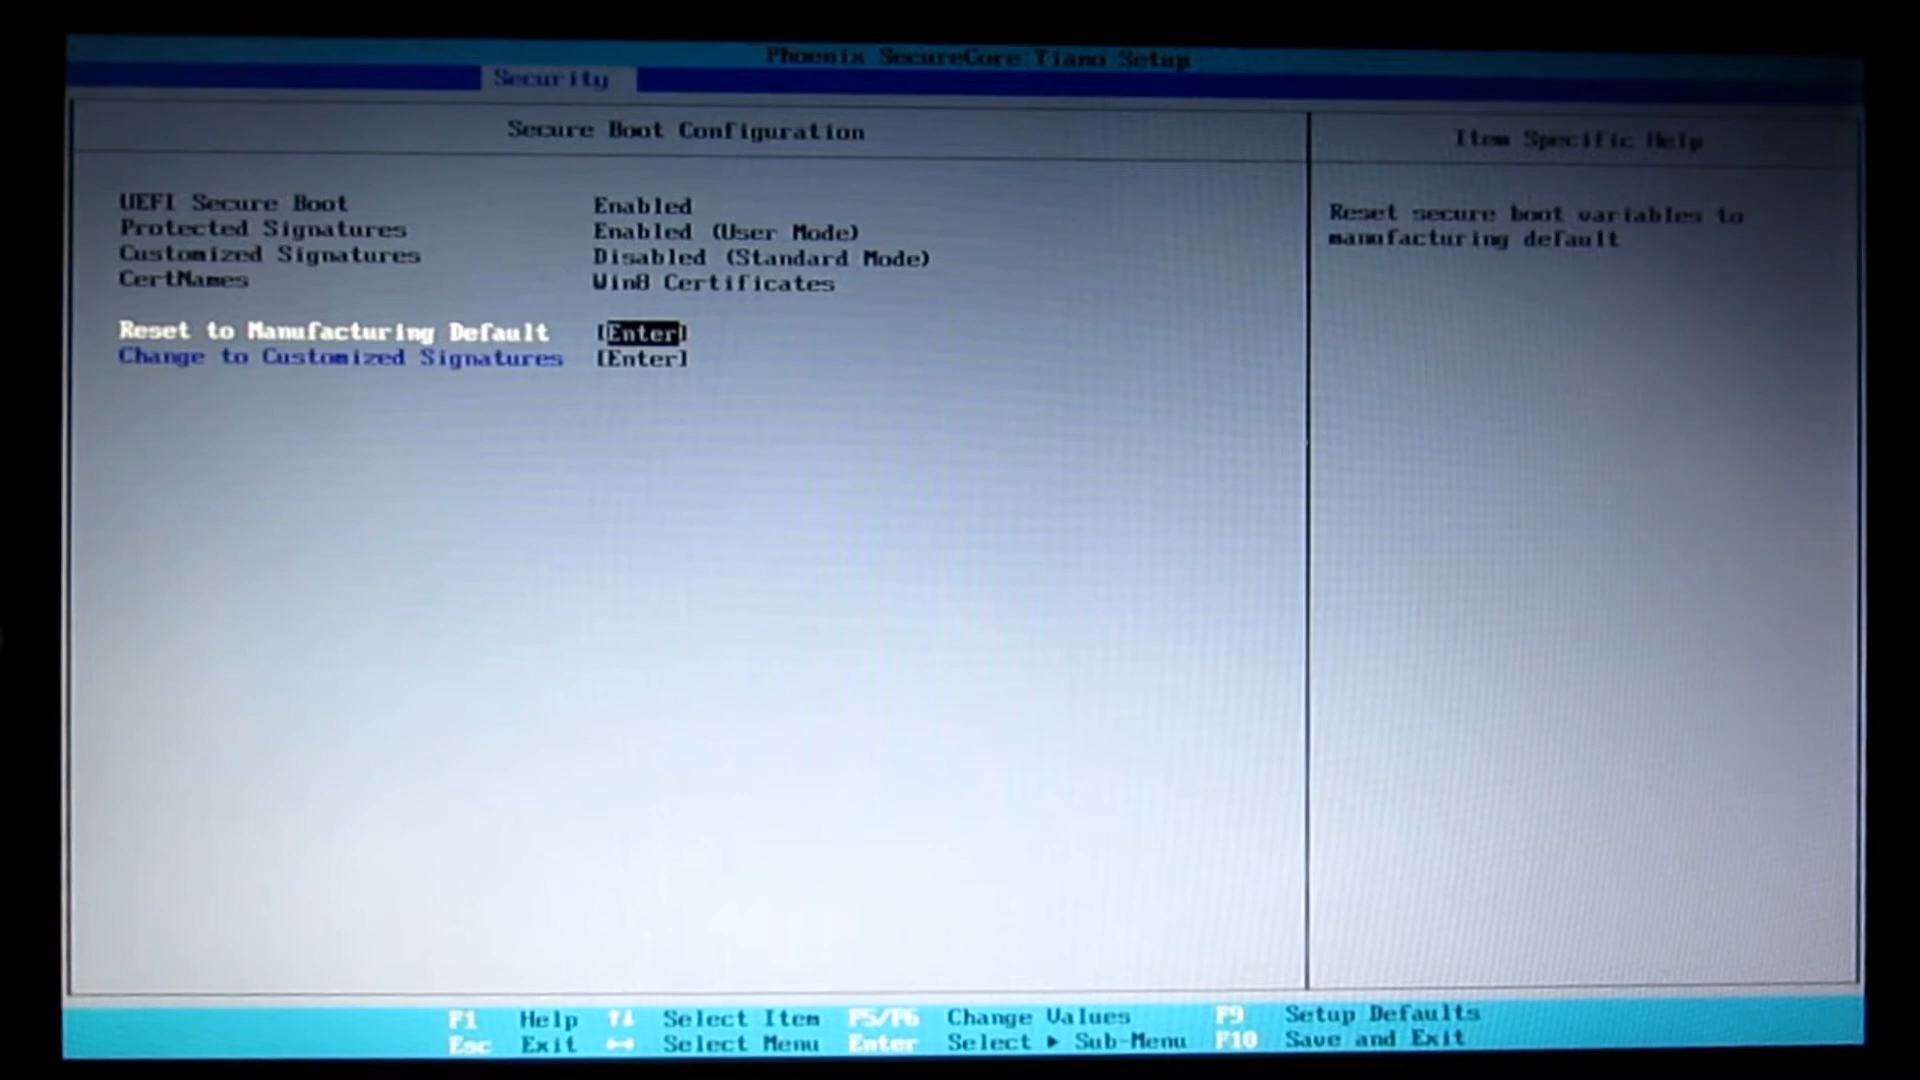 Phoenix SecureCore Tiano Setup
Security
Secure Boot Configuration
UEFI Secure Boot Enabled
Protected Signatures Enabled (User Mode)
Customized Signatures Disabled (Standard Mode)
CertNames Win8 Certificates
Reset to Manufacturing Default [Enter]
Change to Customized Signatures [Enter]
Item Specific Help
Reset secure boot variables to
manufacturing default
F1 Help ↑↓ Select Item F5/F6 Change Values F9 Setup Defaults
Esc Exit ↔ Select Menu Enter Select ▶ Sub-Menu F10 Save and Exit